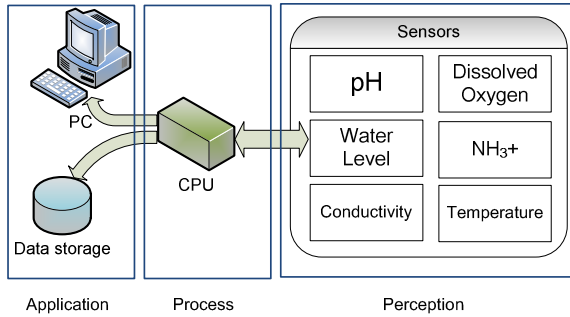 Sensors
pH
Dissolved
Oxygen
Water
Level
NH₃+
Conductivity
Temperature
CPU
PC
Data storage
Application
Process
Perception